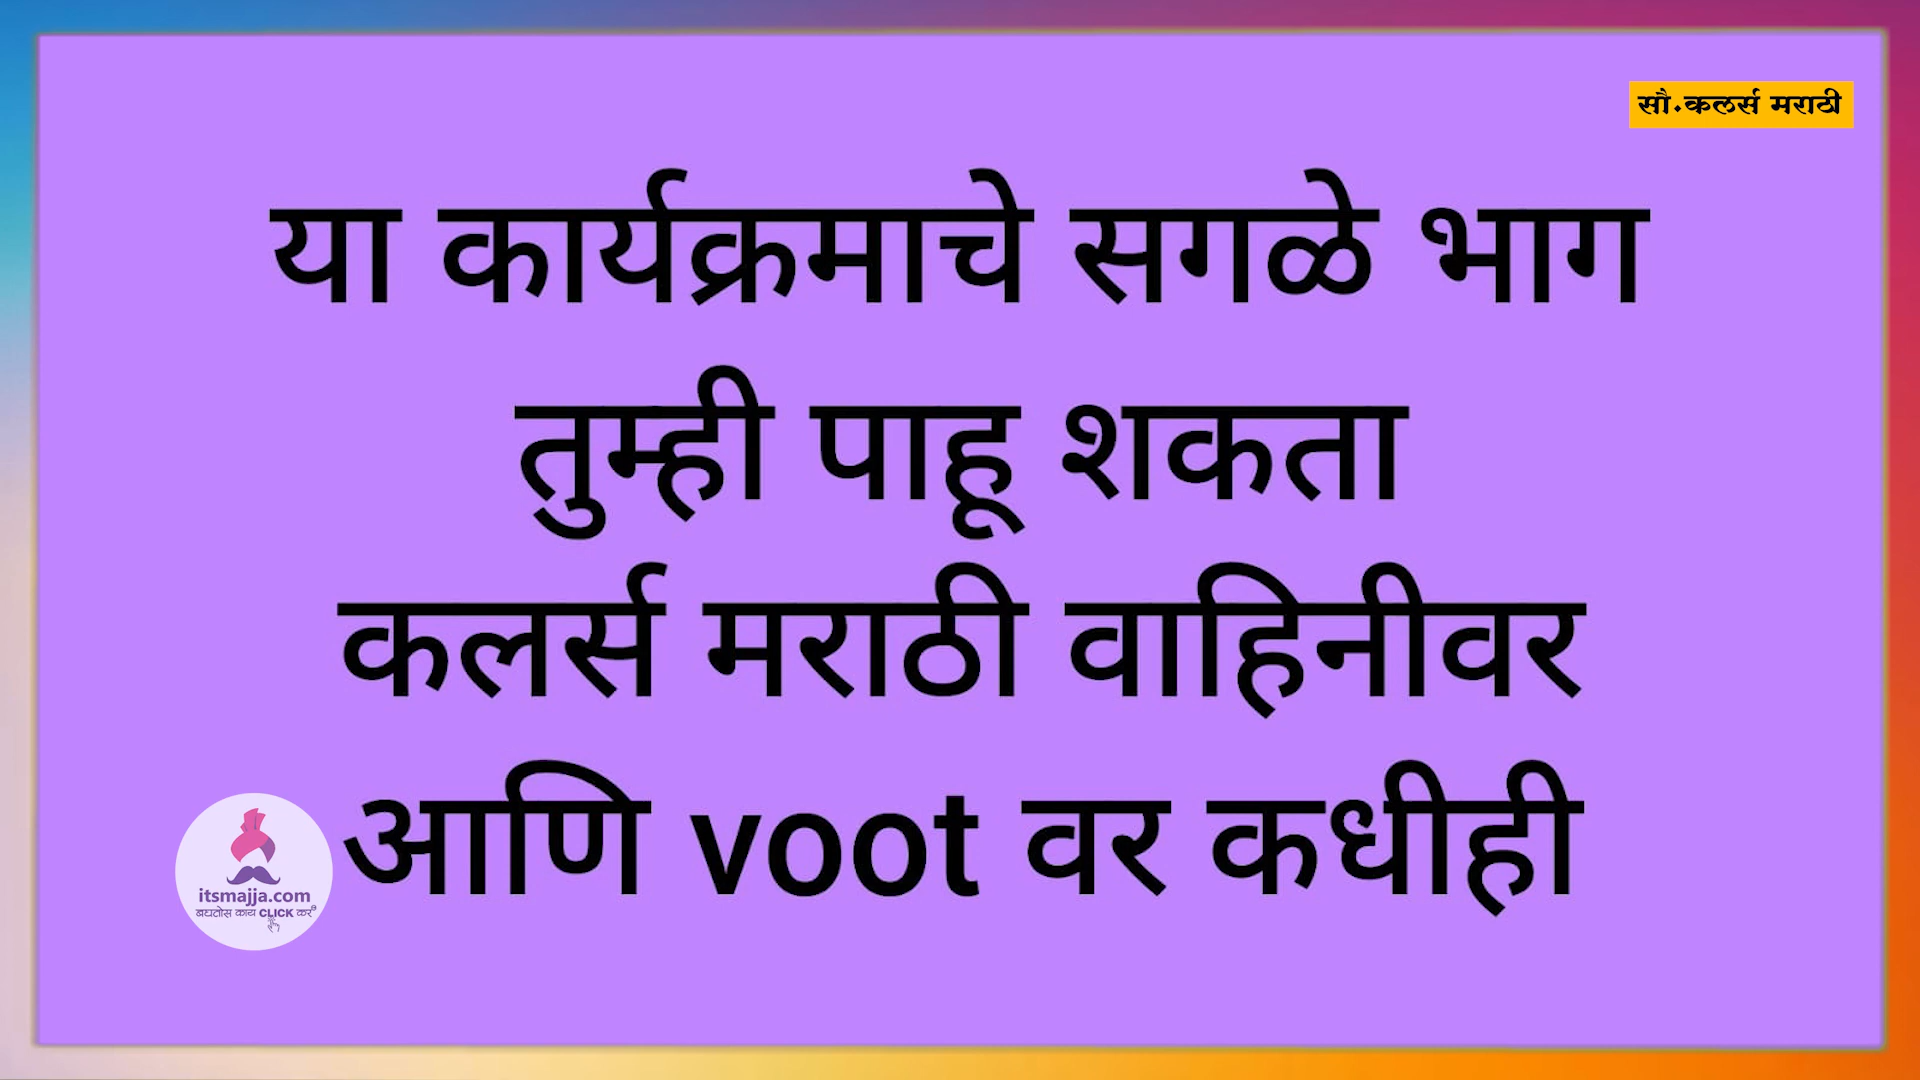 सौ.कलर्स मराठी
या कार्यक्रमाचे सगळे भाग
तुम्ही पाहू शकता
कलर्स मराठी वाहिनीवर
आणि voot वर कधीही
itsmajja.com
बघतोस काय CLICK कर